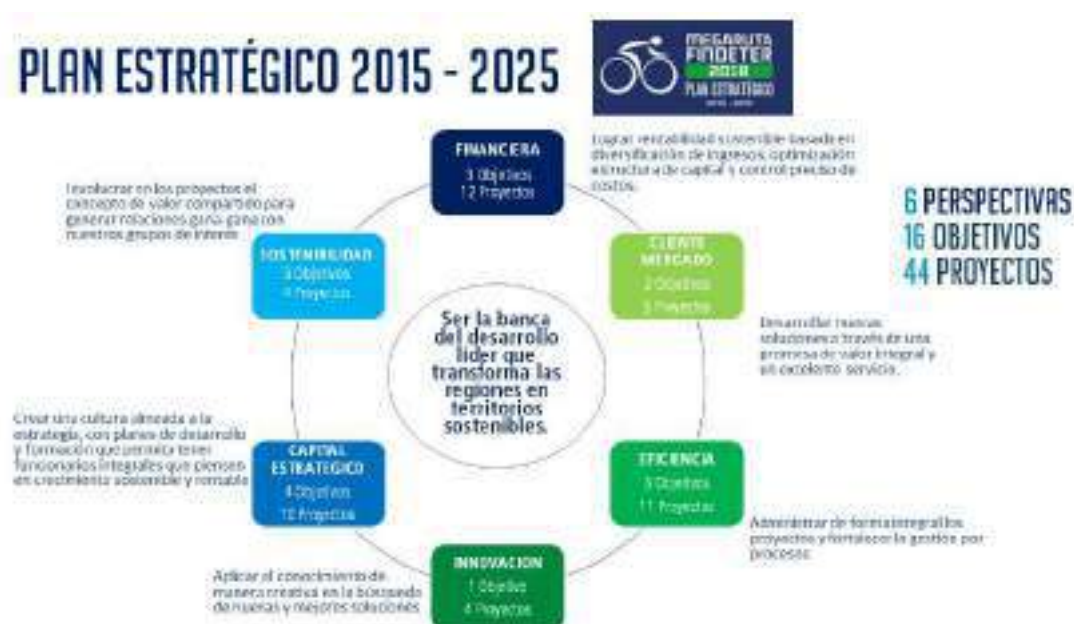 PLAN ESTRATÉGICO 2015 - 2025
MEGARUTA
FINDETER
2018
PLAN ESTRATÉGICO
FINANCIERA
3 Objetivos
12 Proyectos
Lograr rentabilidad sostenible basada en
diversificación de ingresos, optimización
estructura de capital y control preciso de
costos.
6 PERSPECTIVAS
16 OBJETIVOS
44 PROYECTOS
Involucrar en los proyectos el
concepto de valor compartido para
generar relaciones gana-gana con
nuestros grupos de interés
SOSTENIBILIDAD
3 Objetivos
4 Proyectos
CLIENTE
MERCADO
2 Objetivos
Proyectos
Desarrollar nuevas
soluciones a través de una
promesa de valor integral y
un excelente servicio.
Ser la banca
del desarrollo
líder que
transforma las
regiones en
territorios
sostenibles.
Crear una cultura alineada a la
estrategia, con planes de desarrollo
y formación que permita tener
funcionarios integrales que piensen
en crecimiento sostenible y rentable
CAPITAL
ESTRATÉGICO
4 Objetivos
10 Proyectos
EFICIENCIA
3 Objetivos
11 Proyectos
Administrar de forma integral los
proyectos y fortalecer la gestión por
procesos
INNOVACION
1 Objetivo
4 Proyectos
Aplicar el conocimiento de
manera creativa en la búsqueda
de nuevas y mejores soluciones